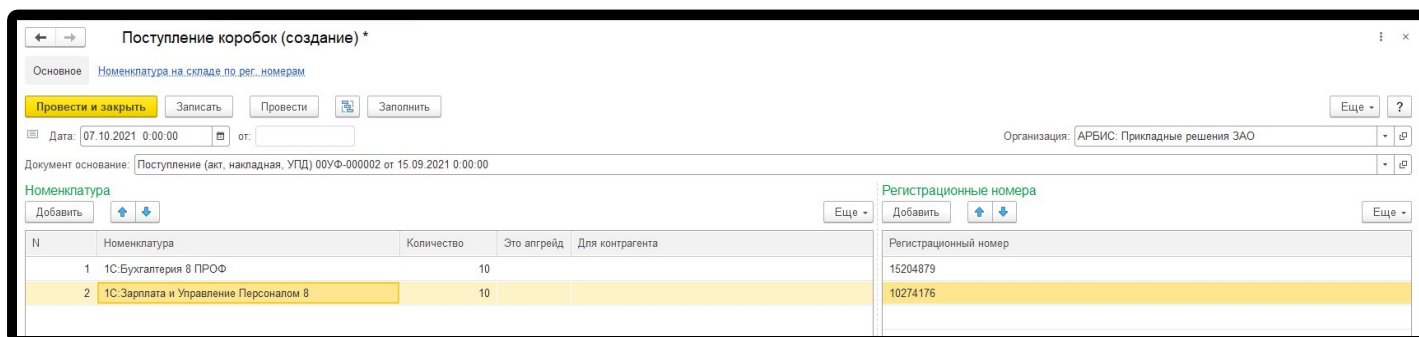 Поступление коробок (создание) *
Основное Номенклатура на складе по рег. номерам
Провести и закрыть Записать Провести Заполнить Еще ?
Дата: 07.10.2021 0:00:00 от: Организация: АРБИС: Прикладные решения ЗАО
Документ основание: Поступление (акт, накладная, УПД) 00УФ-000002 от 15.09.2021 0:00:00
Номенклатура Регистрационные номера
Добавить Еще Добавить Еще
N Номенклатура Количество Это апгрейд Для контрагента Регистрационный номер
1 1С:Бухгалтерия 8 ПРОФ 10 15204879
2 1С:Зарплата и Управление Персоналом 8 10 10274176